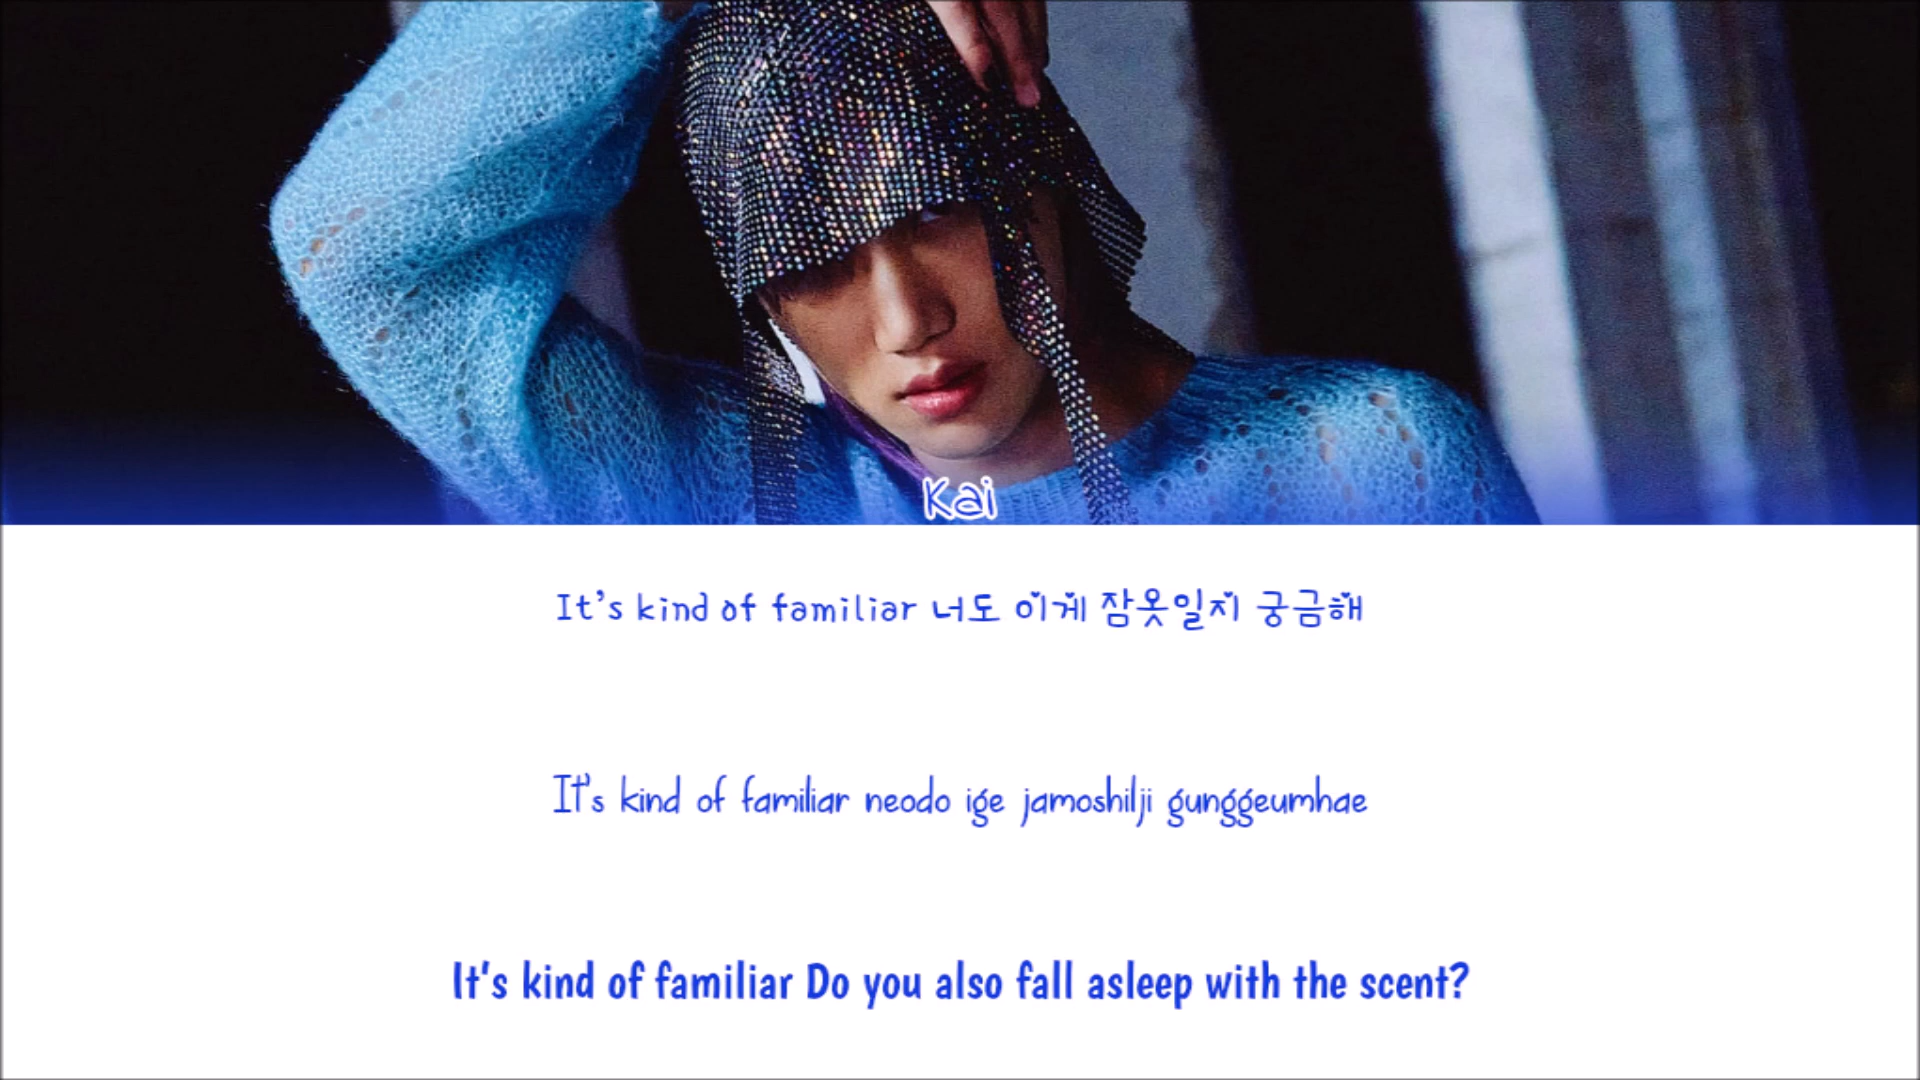 Kai
It's kind of familiar 너도 이게 잠옷일지 궁금해
It's kind of familiar neodo ige jamoshilji gunggeumhae
It's kind of familiar Do you also fall asleep with the scent?